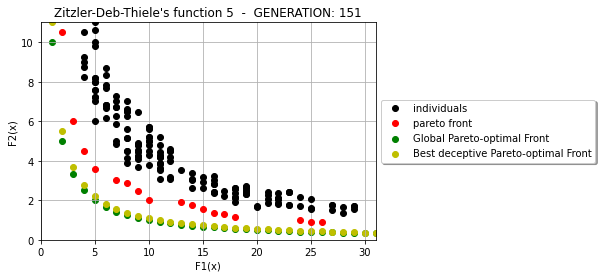 Zitzler-Deb-Thiele's function 5 - GENERATION: 151
F2(x)
10
8
6
4
2
0
0 5 10 15 20 25 30
F1(x)
individuals
pareto front
Global Pareto-optimal Front
Best deceptive Pareto-optimal Front